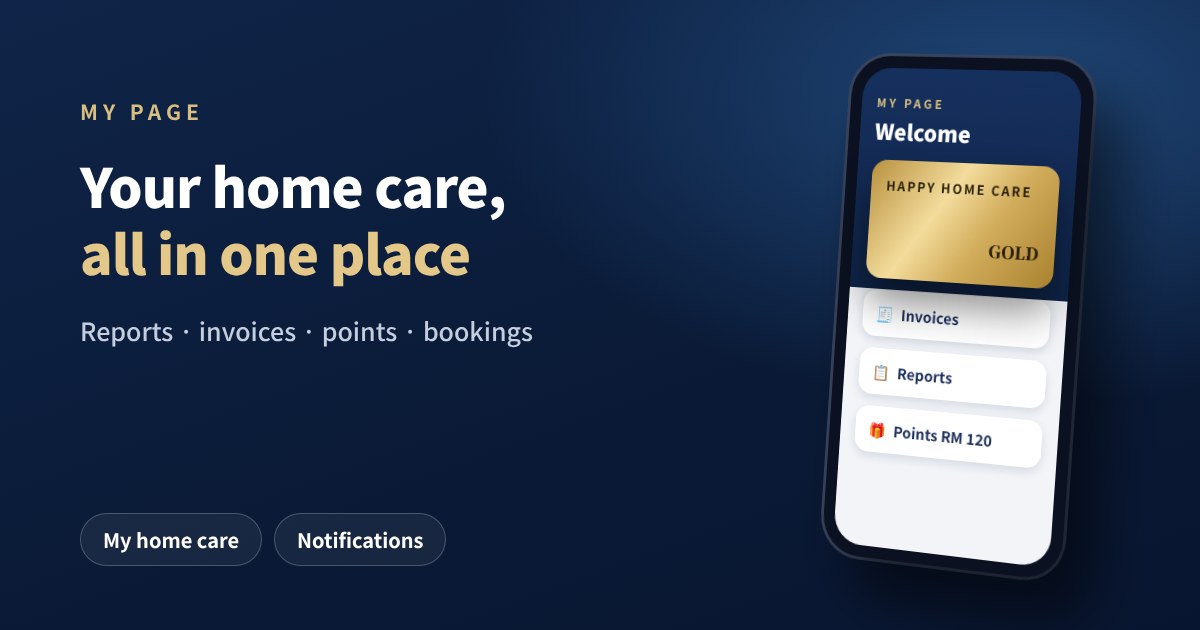 MY PAGE
Your home care,
all in one place
Reports · invoices · points · bookings
My home care
Notifications
MY PAGE
Welcome
HAPPY HOME CARE
GOLD
Invoices
Reports
Points RM 120